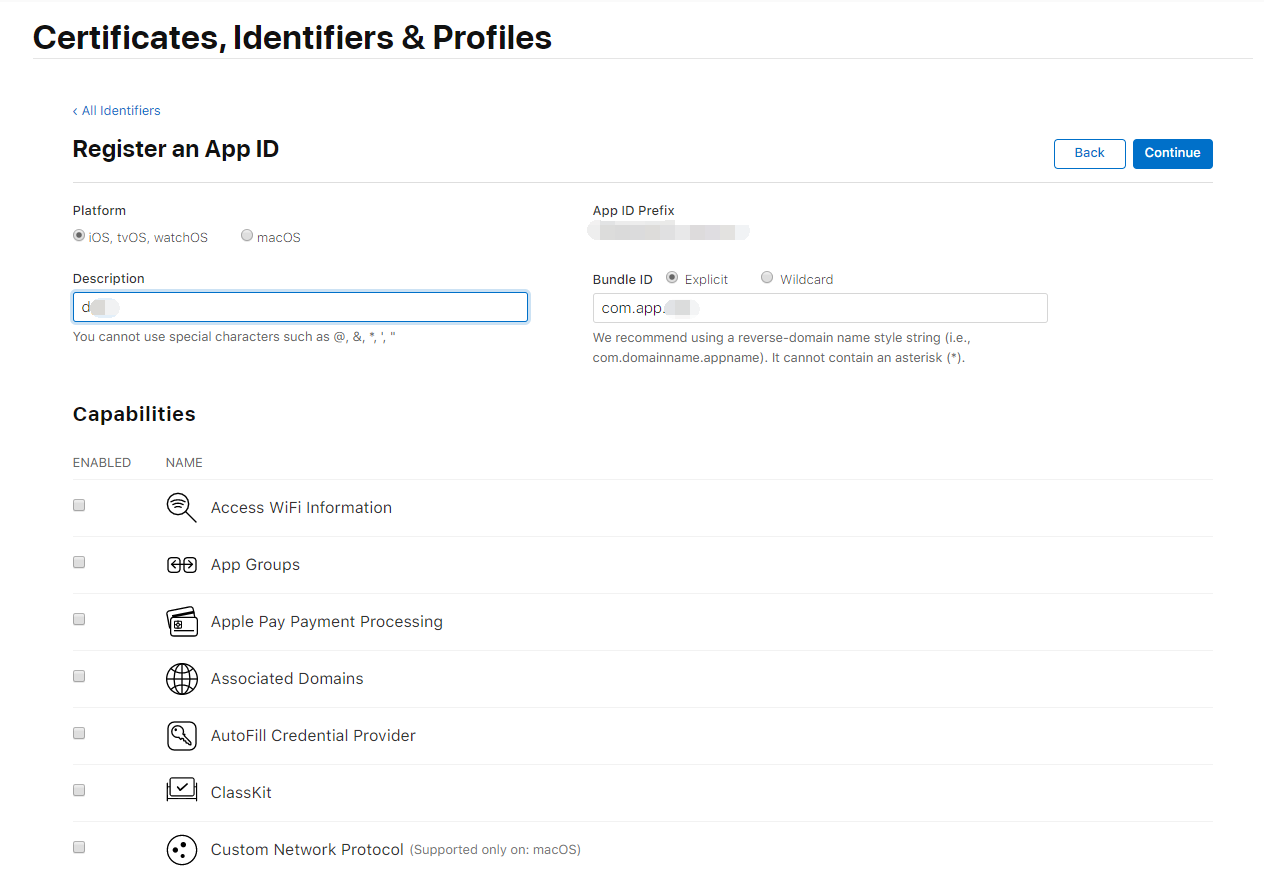 Certificates, Identifiers & Profiles
‹ All Identifiers
Register an App ID
Back
Continue
Platform
iOS, tvOS, watchOS
macOS
App ID Prefix
Description
You cannot use special characters such as @, &, *, ', "
Bundle ID
Explicit
Wildcard
com.app.
We recommend using a reverse-domain name style string (i.e.,
com.domainname.appname). It cannot contain an asterisk (*).
Capabilities
ENABLED
NAME
Access WiFi Information
App Groups
Apple Pay Payment Processing
Associated Domains
AutoFill Credential Provider
ClassKit
Custom Network Protocol (Supported only on: macOS)